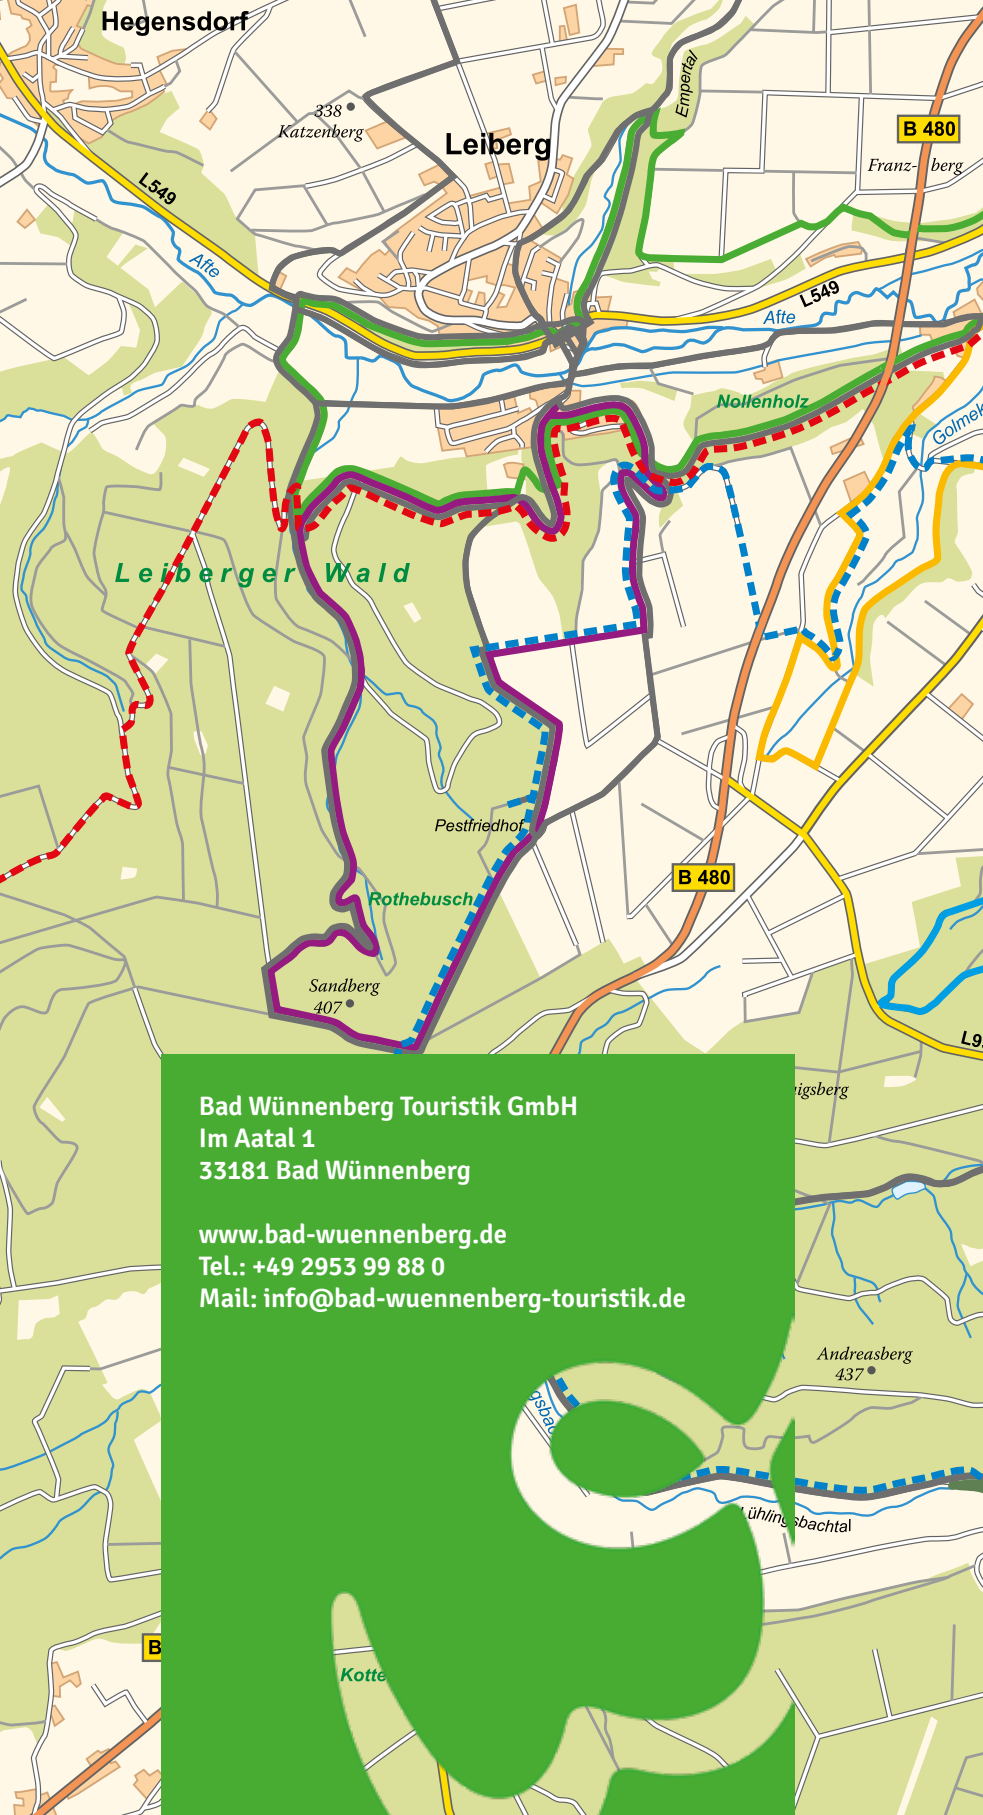 Hegensdorf
338
Katzenberg
Leiberg
Empertal
B 480
Franz-
berg
L549
Afte
L549
Afte
Nollenholz
Leiberger Wald
Pestfriedhof
B 480
Rothebusch
Sandberg
407
Bad Wünnenberg Touristik GmbH
Im Aatal 1
33181 Bad Wünnenberg
www.bad-wuennenberg.de
Tel.: +49 2953 99 88 0
Mail: info@bad-wuennenberg-touristik.de
Andreasberg
437
B